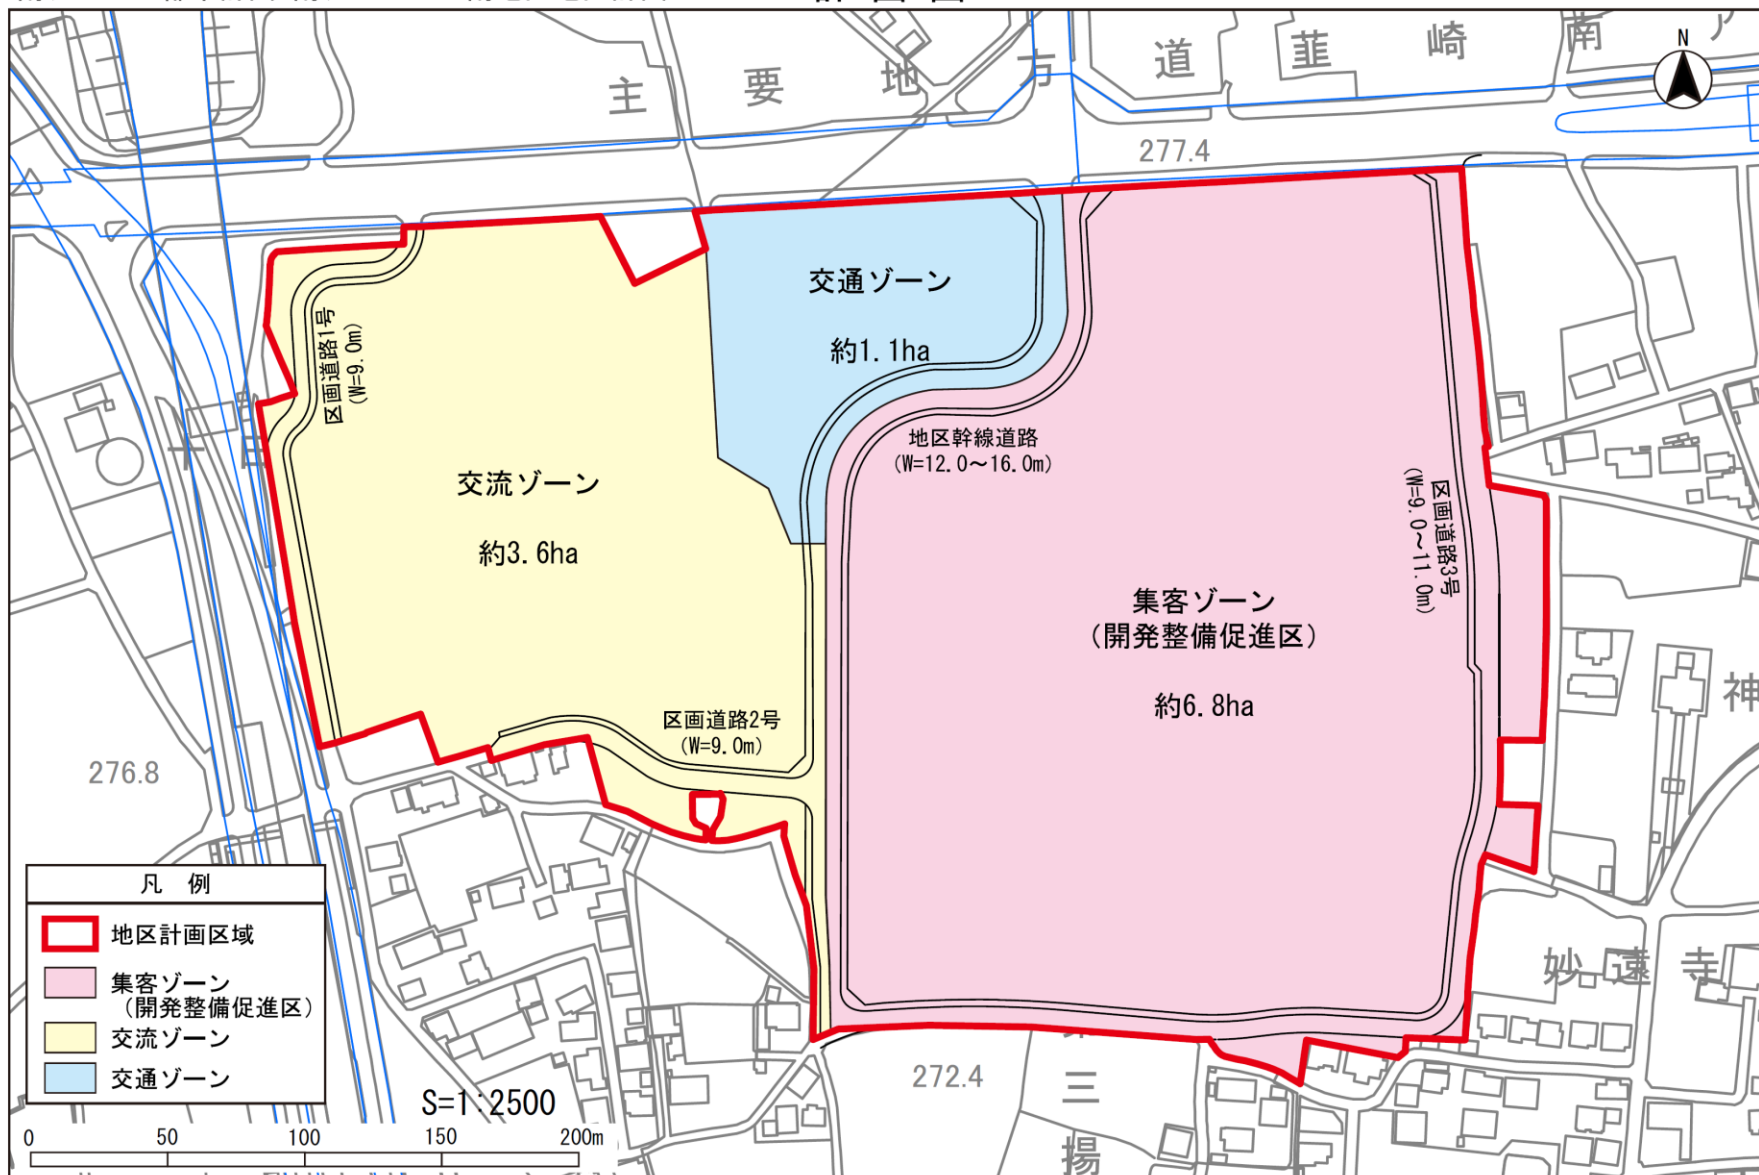 計画図
主要地方道韮崎南
N
277.4
交通ゾーン
約1.1ha
区画道路1号
(W=9.0m)
地区幹線道路
(W=12.0～16.0m)
交流ゾーン
約3.6ha
区画道路3号
(W=9.0～11.0m)
集客ゾーン
(開発整備促進区)
約6.8ha
区画道路2号
(W=9.0m)
神
276.8
妙遠寺
272.4
三
揚
凡 例
地区計画区域
集客ゾーン
(開発整備促進区)
交流ゾーン
交通ゾーン
S=1:2500
0 50 100 150 200m